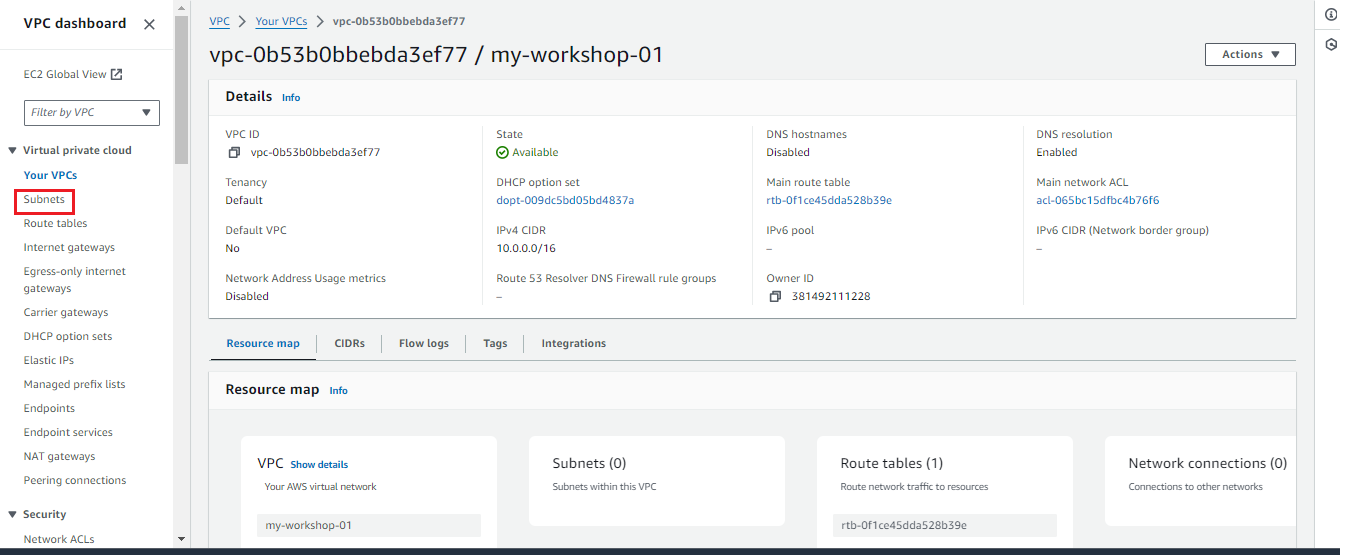 VPC dashboard
EC2 Global View
Filter by VPC
Virtual private cloud
Your VPCs
Subnets
Route tables
Internet gateways
Egress-only internet
gateways
Carrier gateways
DHCP option sets
Elastic IPs
Managed prefix lists
Endpoints
Endpoint services
NAT gateways
Peering connections
Security
Network ACLs
VPC > Your VPCs > vpc-0b53b0bbebda3ef77
vpc-0b53b0bbebda3ef77 / my-workshop-01
Actions
Details Info
VPC ID
vpc-0b53b0bbebda3ef77
State
Available
DNS hostnames
Disabled
DNS resolution
Enabled
Tenancy
Default
DHCP option set
dopt-009dc5bd05bd4837a
Main route table
rtb-0f1ce45dda528b39e
Main network ACL
acl-065bc15dfbc4b76f6
Default VPC
No
IPv4 CIDR
10.0.0.0/16
IPv6 pool
–
IPv6 CIDR (Network border group)
–
Network Address Usage metrics
Disabled
Route 53 Resolver DNS Firewall rule groups
–
Owner ID
381492111228
Resource map CIDRs Flow logs Tags Integrations
Resource map Info
VPC Show details
Your AWS virtual network
my-workshop-01
Subnets (0)
Subnets within this VPC
Route tables (1)
Route network traffic to resources
rtb-0f1ce45dda528b39e
Network connections (0)
Connections to other networks